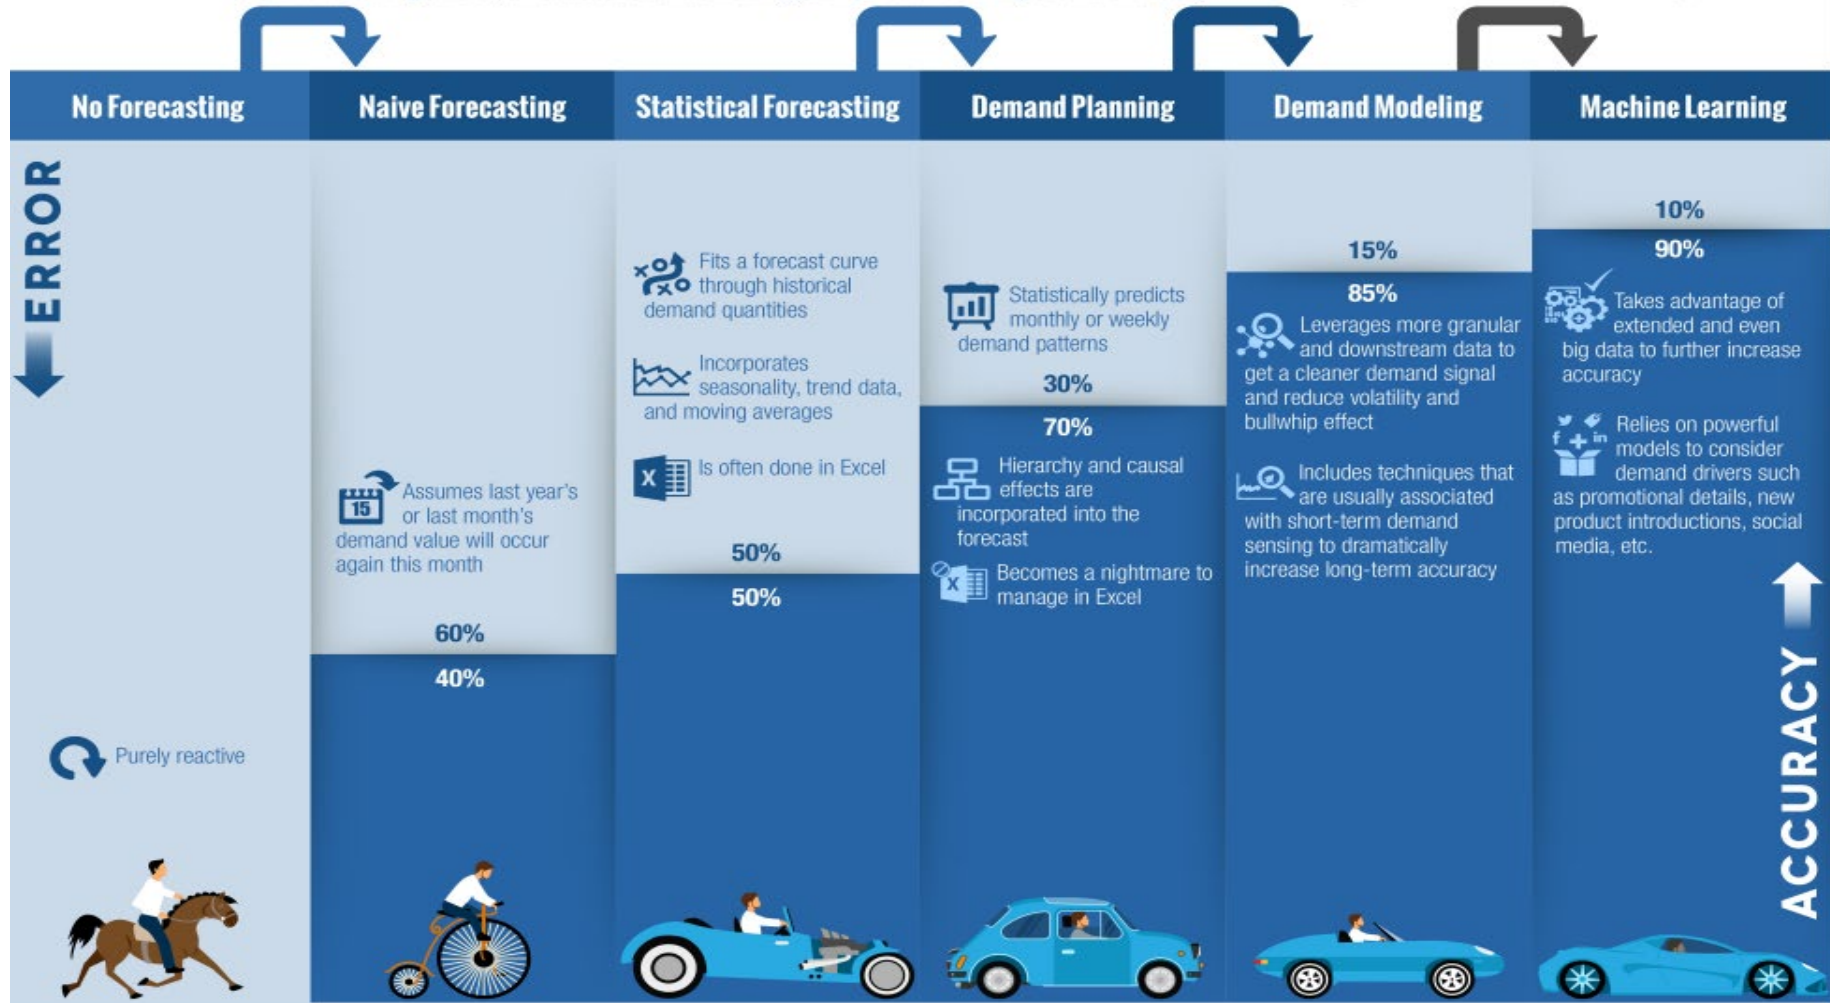 No Forecasting
Naive Forecasting
Statistical Forecasting
Demand Planning
Demand Modeling
Machine Learning
ERROR
Purely reactive
15
Assumes last year's
or last month's
demand value will occur
again this month
60%
40%
Fits a forecast curve
through historical
demand quantities
Incorporates
seasonality, trend data,
and moving averages
X
Is often done in Excel
50%
50%
Statistically predicts
monthly or weekly
demand patterns
30%
70%
Hierarchy and causal
effects are
incorporated into the
forecast
X
Becomes a nightmare to
manage in Excel
15%
85%
Leverages more granular
and downstream data to
get a cleaner demand signal
and reduce volatility and
bullwhip effect
Includes techniques that
are usually associated
with short-term demand
sensing to dramatically
increase long-term accuracy
10%
90%
Takes advantage of
extended and even
big data to further increase
accuracy
f
in
Relies on powerful
models to consider
demand drivers such
as promotional details, new
product introductions, social
media, etc.
ACCURACY